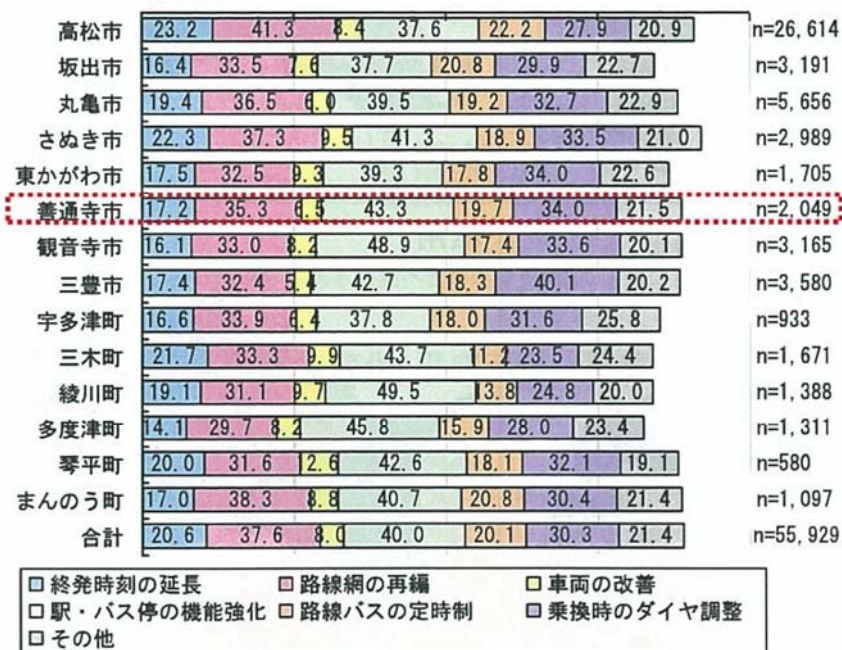 高松市 23.2 41.3 8.4 37.6 22.2 27.9 20.9 n=26,614
坂出市 16.4 33.5 7.6 37.7 20.8 29.9 22.7 n=3,191
丸亀市 19.4 36.5 6.0 39.5 19.2 32.7 22.9 n=5,656
さぬき市 22.3 37.3 9.5 41.3 18.9 33.5 21.0 n=2,989
東かがわ市 17.5 32.5 9.3 39.3 17.8 34.0 22.6 n=1,705
善通寺市 17.2 35.3 6.5 43.3 19.7 34.0 21.5 n=2,049
観音寺市 16.1 33.0 8.2 48.9 17.4 33.6 20.1 n=3,165
三豊市 17.4 32.4 5.4 42.7 18.3 40.1 20.2 n=3,580
宇多津町 16.6 33.9 6.4 37.8 18.0 31.6 25.8 n=933
三木町 21.7 33.3 9.9 43.7 11.2 23.5 24.4 n=1,671
綾川町 19.1 31.1 9.7 49.5 13.8 24.8 20.0 n=1,388
多度津町 14.1 29.7 8.2 45.8 15.9 28.0 23.4 n=1,311
琴平町 20.0 31.6 12.6 42.6 18.1 32.1 19.1 n=580
まんのう町 17.0 38.3 8.8 40.7 20.8 30.4 21.4 n=1,097
合計 20.6 37.6 8.0 40.0 20.1 30.3 21.4 n=55,929
終発時刻の延長 路線網の再編 車両の改善
駅・バス停の機能強化 路線バスの定時制 乗換時のダイヤ調整
その他